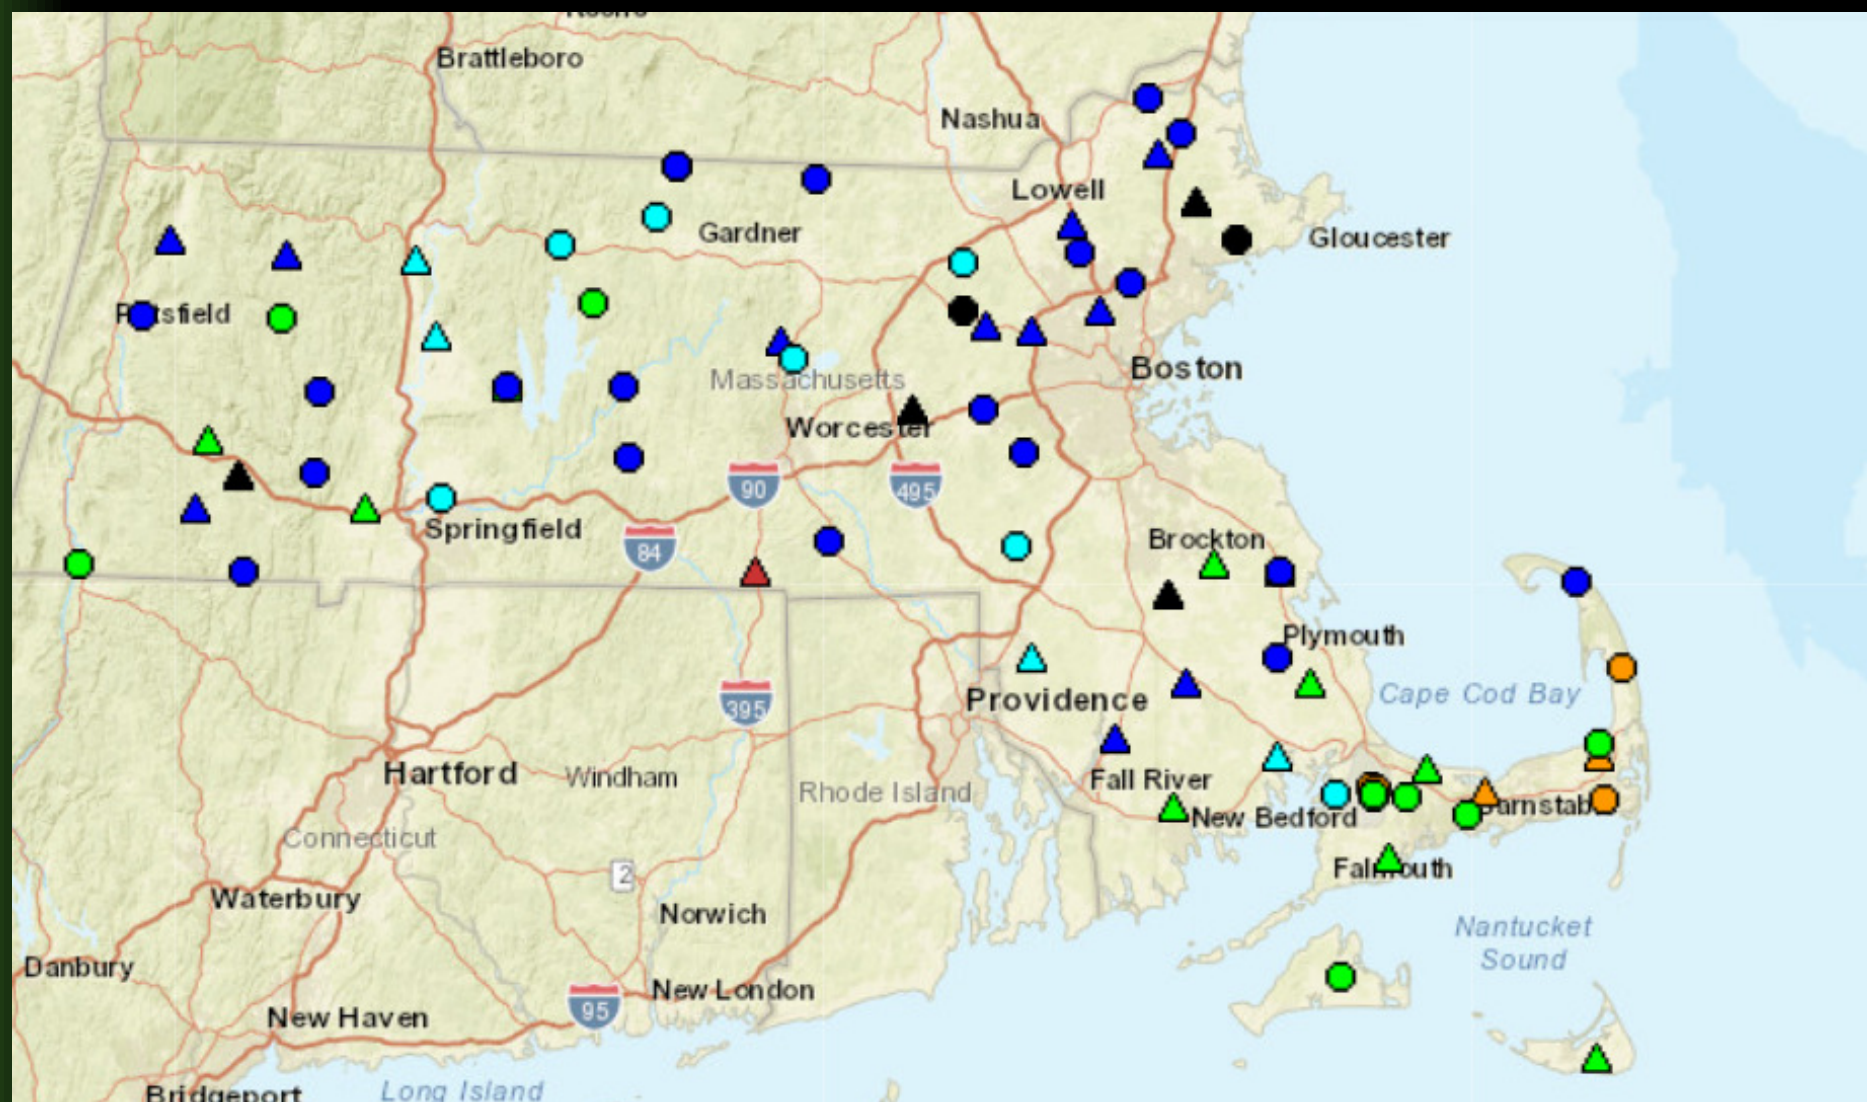 Brattleboro
Nashua
Lowell
Gardner
Gloucester
Massachusetts
Boston
Worcester
90
495
Springfield
84
Brockton
Plymouth
395
Providence
Cape Cod Bay
Hartford
Windham
Rhode Island
Fall River
New Bedford
Connecticut
2
Waterbury
Norwich
Nantucket
Sound
Danbury
New London
95
New Haven
Long Island
Bridgeport